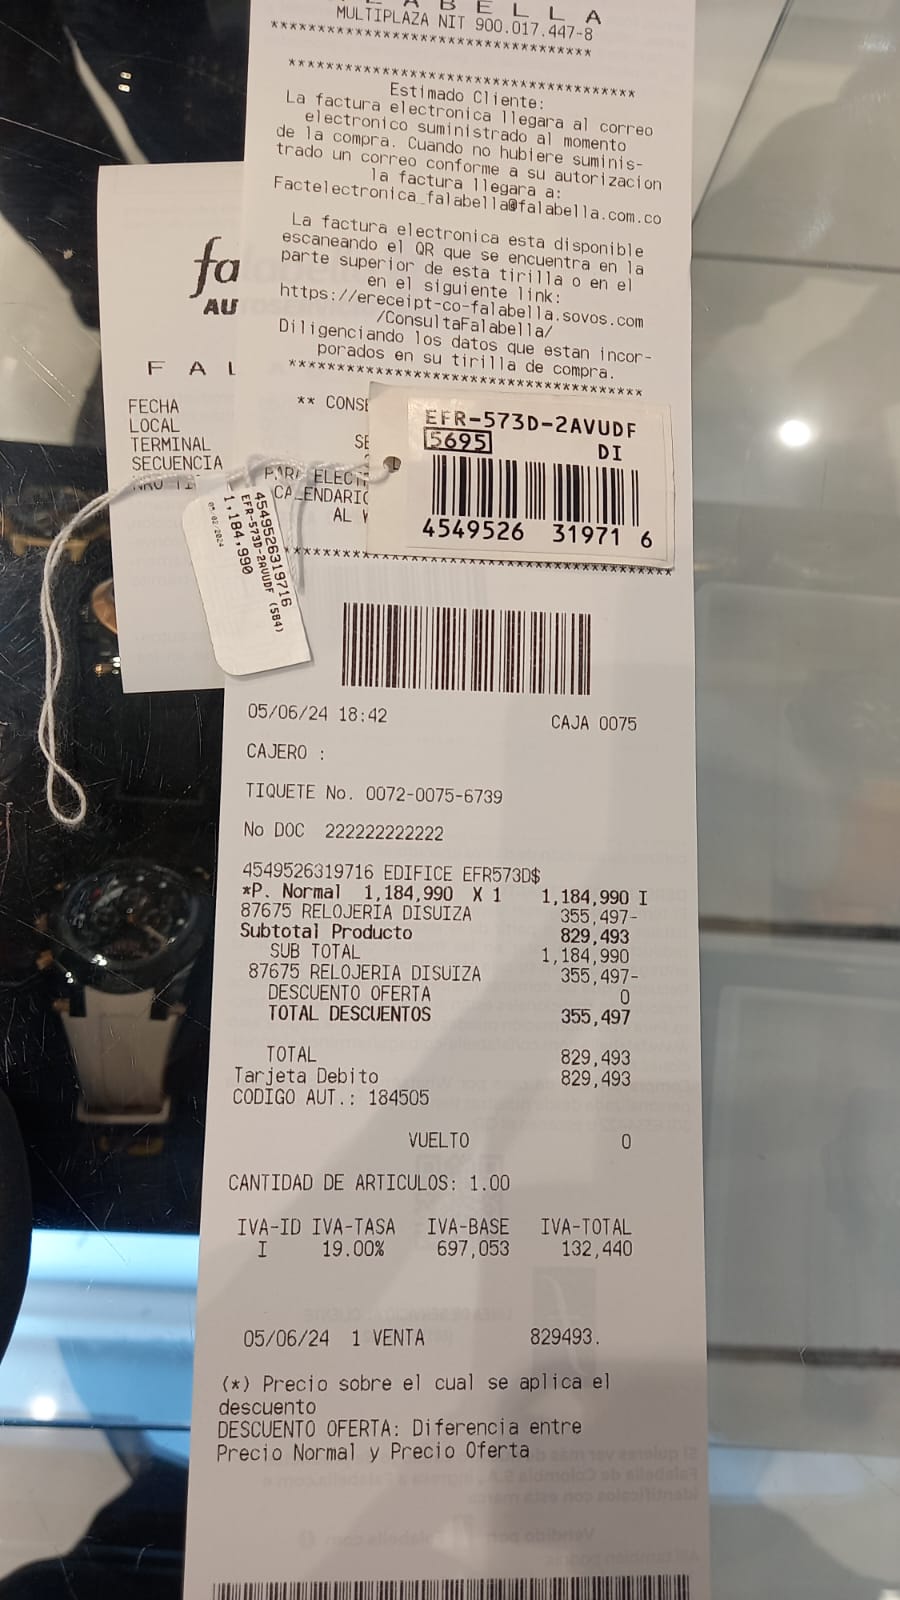 F A L A B E L L A
MULTIPLAZA NIT 900.017.447-8
**********************************
**********************************
Estimado Cliente:
La factura electronica llegara al correo
electronico suministrado al momento
de la compra. Cuando no hubiere suminis-
trado un correo conforme a su autorizacion
la factura llegara a:
Factelectronica_falabella@falabella.com.co
La factura electronica esta disponible
escaneando el QR que se encuentra en la
parte superior de esta tirilla o en el
en el siguiente link:
https://ereceipt-co-falabella.sovos.com
/ConsultaFalabella/
Diligenciando los datos que estan incor-
porados en su tirilla de compra.
**********************************
** CONSE
SE
PARA ELECT
CALENDARIO
AL
**********************************
fa
AU
F A L
FECHA
LOCAL
TERMINAL
SECUENCIA
EFR-573D-2AVUDF
5695 DI
4549526 31971 6
4549526319716
EFR-573D-2AVUDF (584)
1,184,990
05/06/24 18:42 CAJA 0075
CAJERO :
TIQUETE No. 0072-0075-6739
No DOC 222222222222
4549526319716 EDIFICE EFR573D$
*P. Normal 1,184,990 X 1 1,184,990 I
87675 RELOJERIA DISUIZA 355,497-
Subtotal Producto 829,493
SUB TOTAL 1,184,990
87675 RELOJERIA DISUIZA 355,497-
DESCUENTO OFERTA 0
TOTAL DESCUENTOS 355,497
TOTAL 829,493
Tarjeta Debito 829,493
CODIGO AUT.: 184505
VUELTO 0
CANTIDAD DE ARTICULOS: 1.00
IVA-ID IVA-TASA IVA-BASE IVA-TOTAL
I 19.00% 697,053 132,440
05/06/24 1 VENTA 829493.
(*) Precio sobre el cual se aplica el
descuento
DESCUENTO OFERTA: Diferencia entre
Precio Normal y Precio Oferta